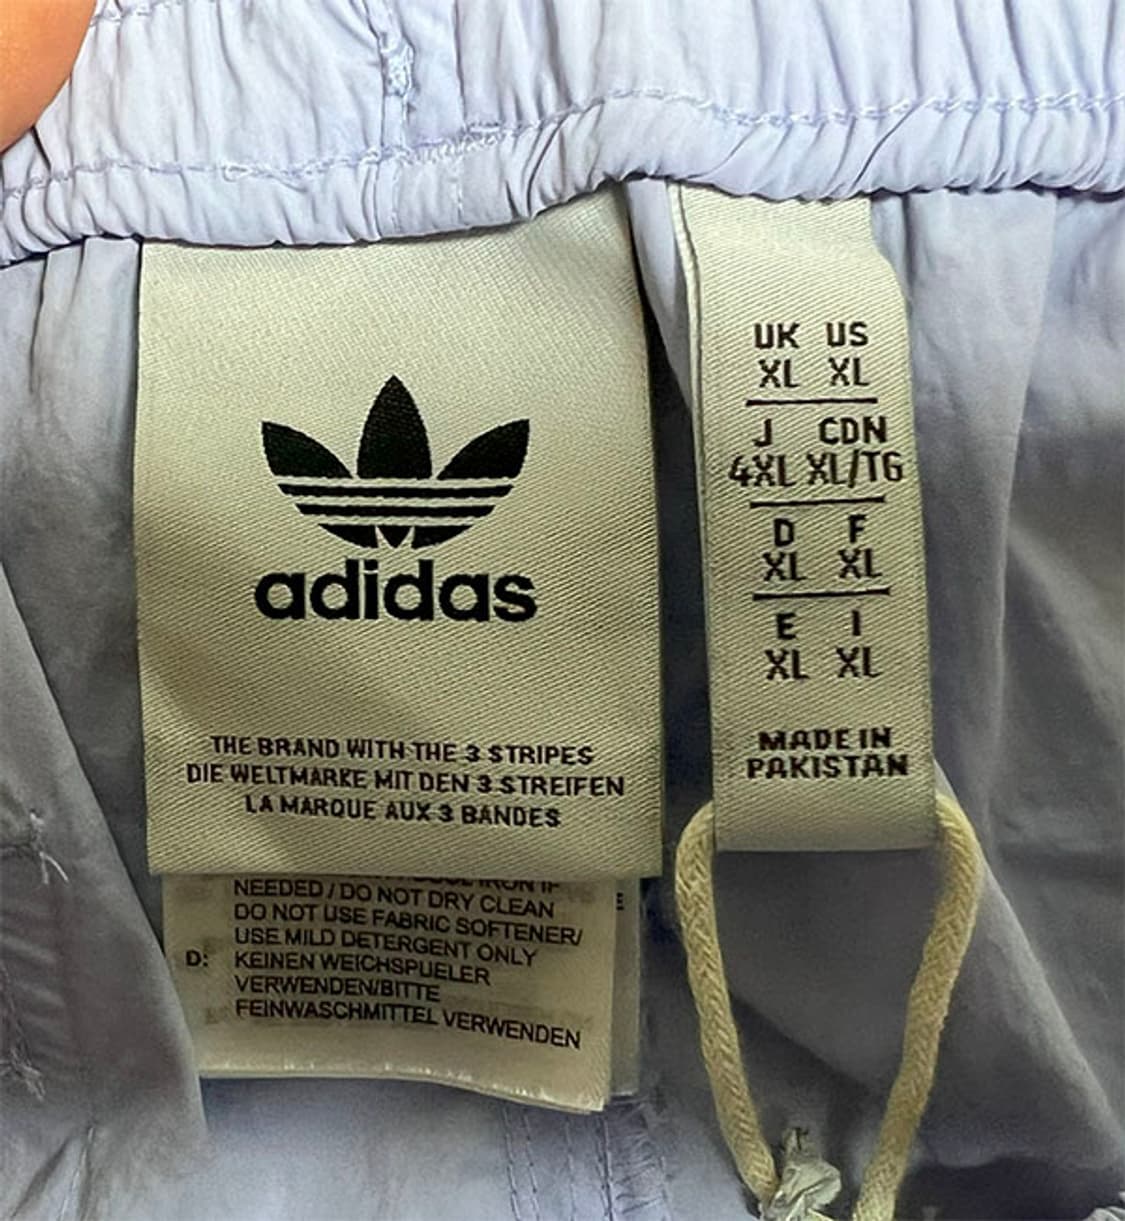 adidas
THE BRAND WITH THE 3 STRIPES
DIE WELTMARKE MIT DEN 3 STREIFEN
LA MARQUE AUX 3 BANDES
IRON IF
NEEDED / DO NOT DRY CLEAN
DO NOT USE FABRIC SOFTENER/
USE MILD DETERGENT ONLY
D: KEINEN WEICHSPUELER
VERWENDEN/BITTE
FEINWASCHMITTEL VERWENDEN
E
UK US
XL XL
J CDN
4XL XL/TG
D F
XL XL
E I
XL XL
MADE IN
PAKISTAN